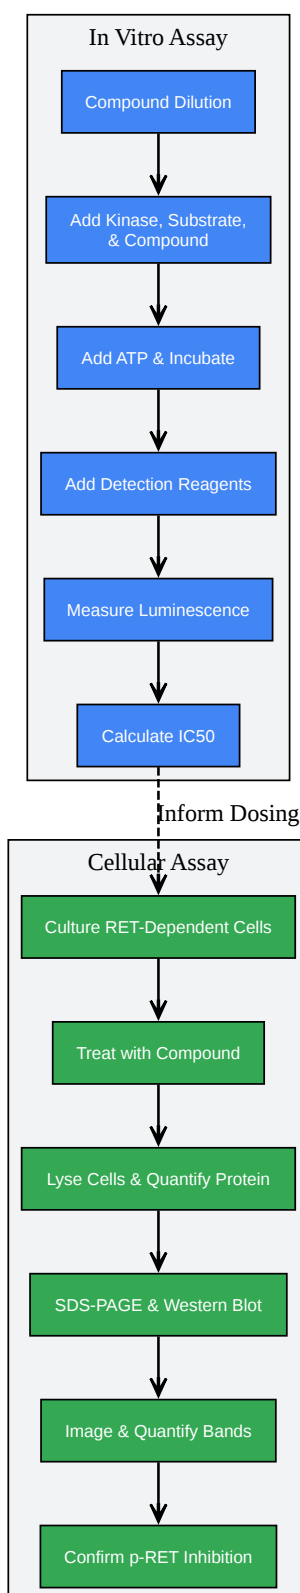 In Vitro Assay
Compound Dilution
Add Kinase, Substrate,
& Compound
Add ATP & Incubate
Add Detection Reagents
Measure Luminescence
Calculate IC50
Inform Dosing
Cellular Assay
Culture RET-Dependent Cells
Treat with Compound
Lyse Cells & Quantify Protein
SDS-PAGE & Western Blot
Image & Quantify Bands
Confirm p-RET Inhibition